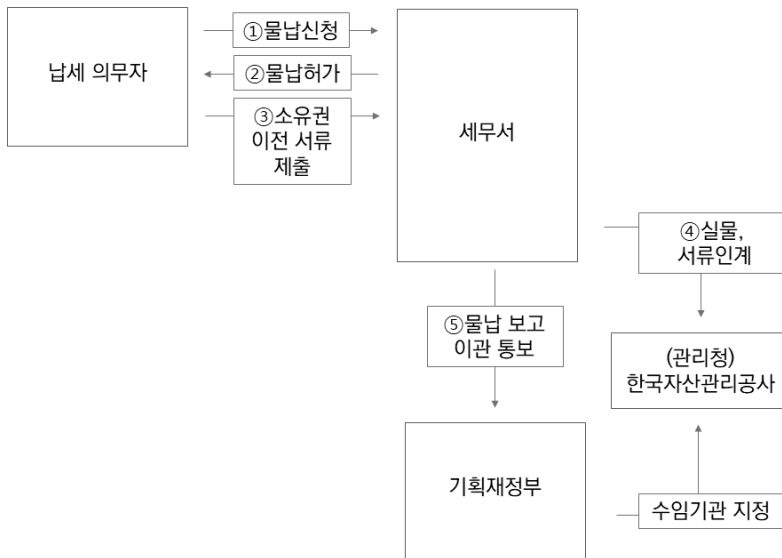 ①물납신청
납세 의무자
②물납허가
③소유권
이전 서류
제출
세무서
④실물,
서류인계
⑤물납 보고
이관 통보
(관리청)
한국자산관리공사
기획재정부
수임기관 지정